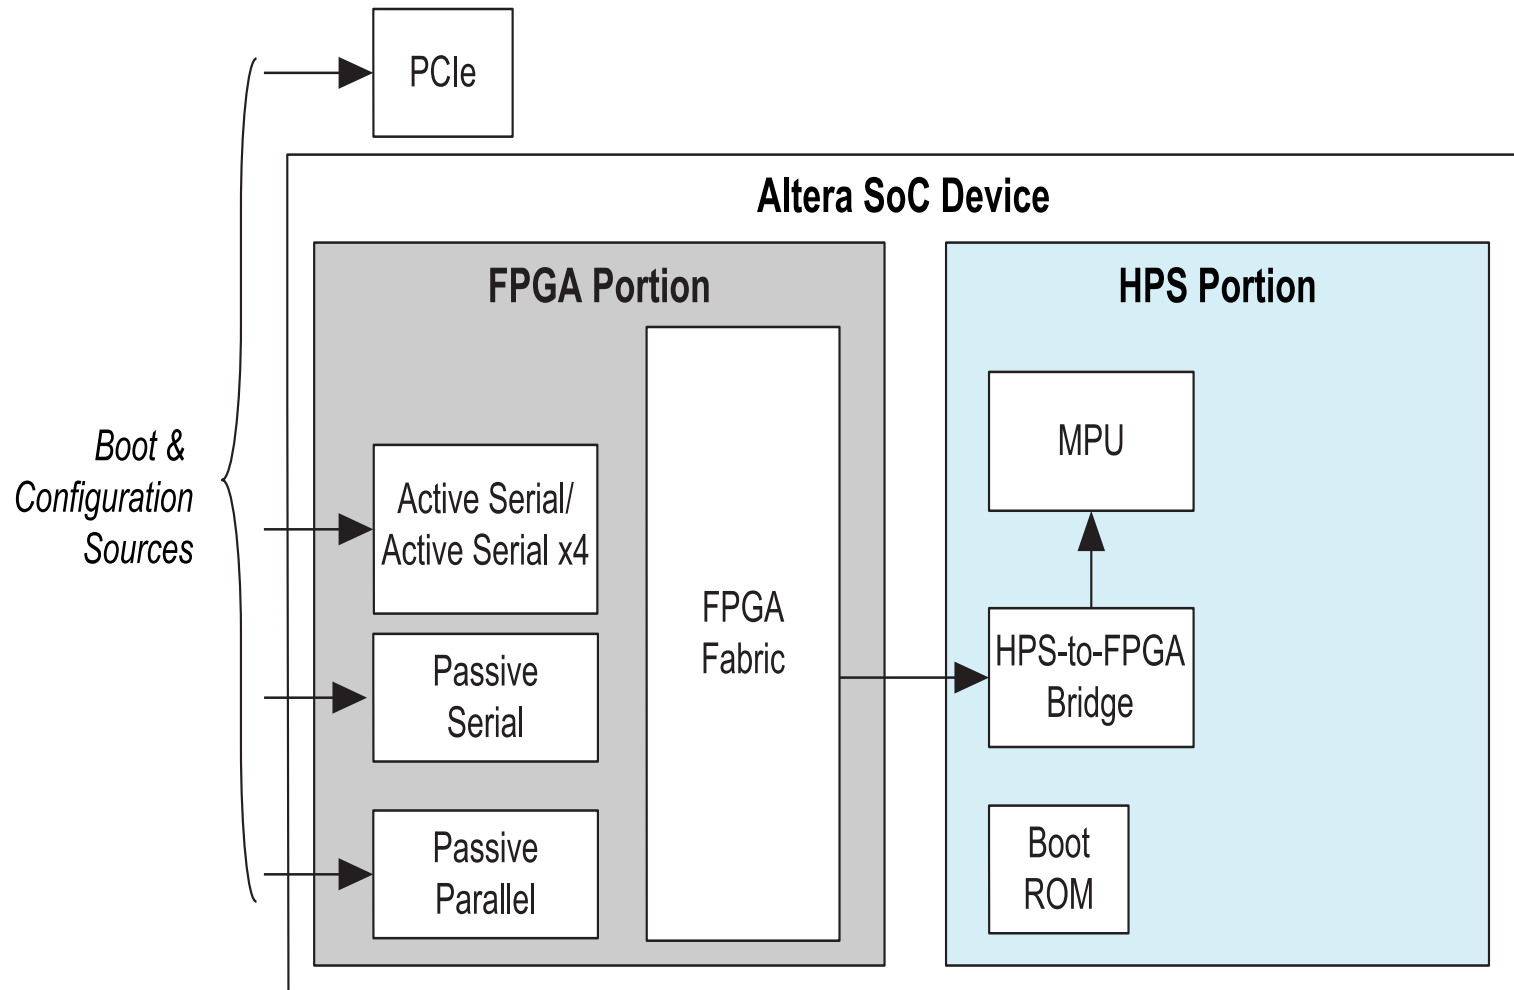 PCIe
Altera SoC Device
FPGA Portion
HPS Portion
Boot &
Configuration
Sources
Active Serial/
Active Serial x4
Passive
Serial
Passive
Parallel
FPGA
Fabric
MPU
HPS-to-FPGA
Bridge
Boot
ROM